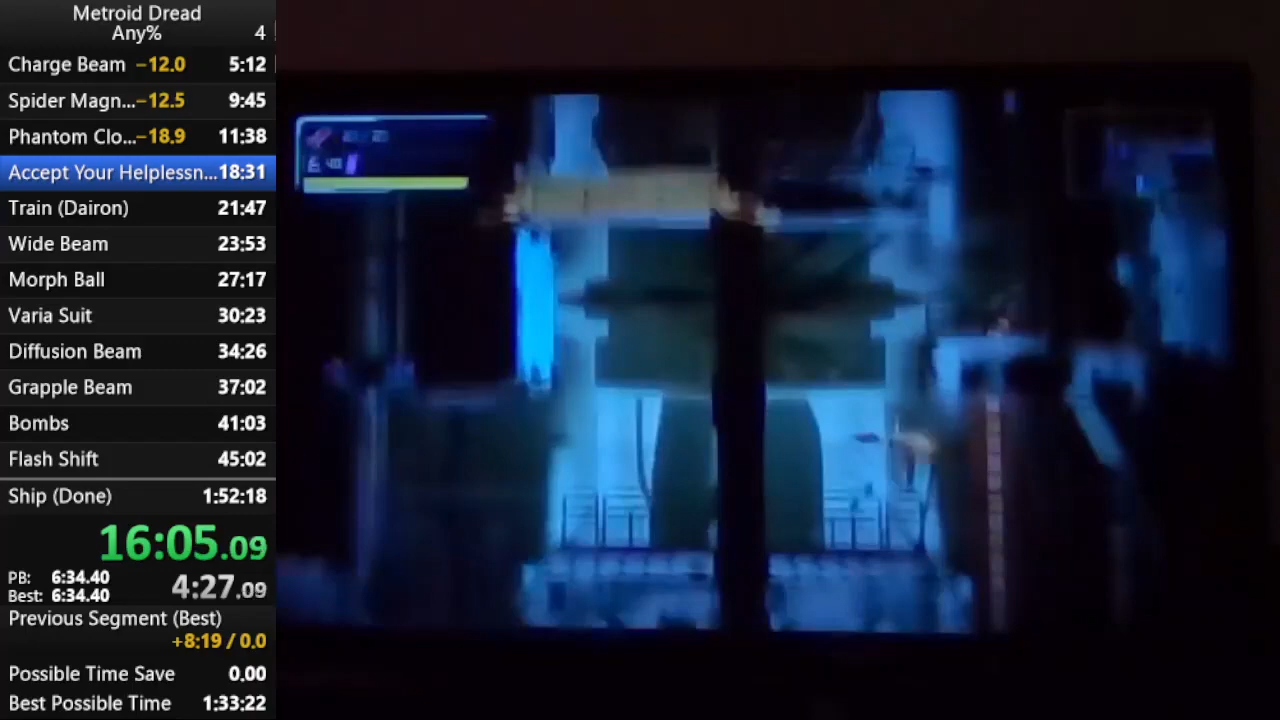 Metroid Dread
Any%
4
Charge Beam −12.0 5:12
Spider Magn...−12.5 9:45
Phantom Clo...−18.9 11:38
Accept Your Helplessn...18:31
Train (Dairon) 21:47
Wide Beam 23:53
Morph Ball 27:17
Varia Suit 30:23
Diffusion Beam 34:26
Grapple Beam 37:02
Bombs 41:03
Flash Shift 45:02
Ship (Done) 1:52:18
16:05.09
PB: 6:34.40
Best: 6:34.40
4:27.09
Previous Segment (Best)
+8:19 / 0.0
Possible Time Save 0.00
Best Possible Time 1:33:22